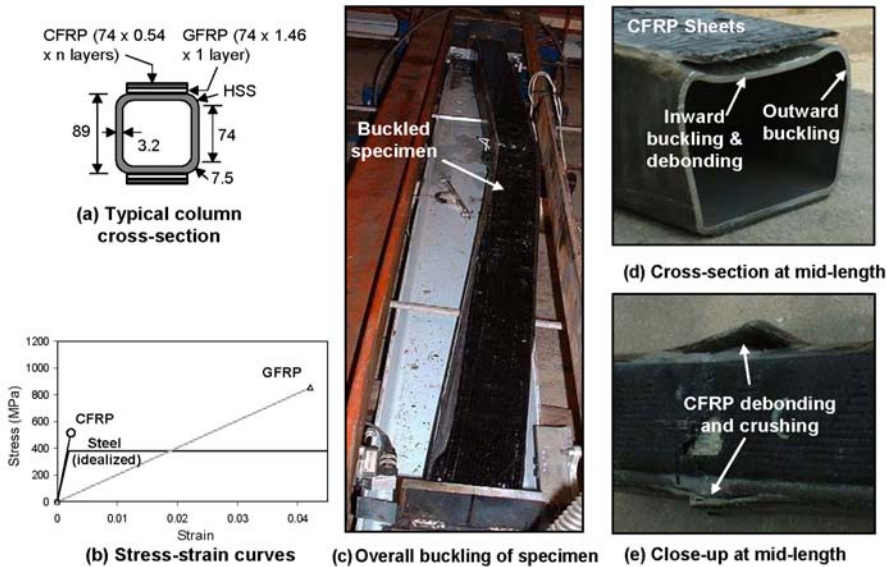 CFRP (74 x 0.54
x n layers)
GFRP (74 x 1.46
x 1 layer)
HSS
89
3.2
74
7.5
(a) Typical column
cross-section
Stress (MPa)
1200
1000
800
600
400
200
0
CFRP
Steel
(idealized)
GFRP
0
0.01
0.02
0.03
0.04
Strain
(b) Stress-strain curves
Buckled
specimen
(c) Overall buckling of specimen
CFRP Sheets
Inward
buckling &
debonding
Outward
buckling
(d) Cross-section at mid-length
CFRP debonding
and crushing
(e) Close-up at mid-length